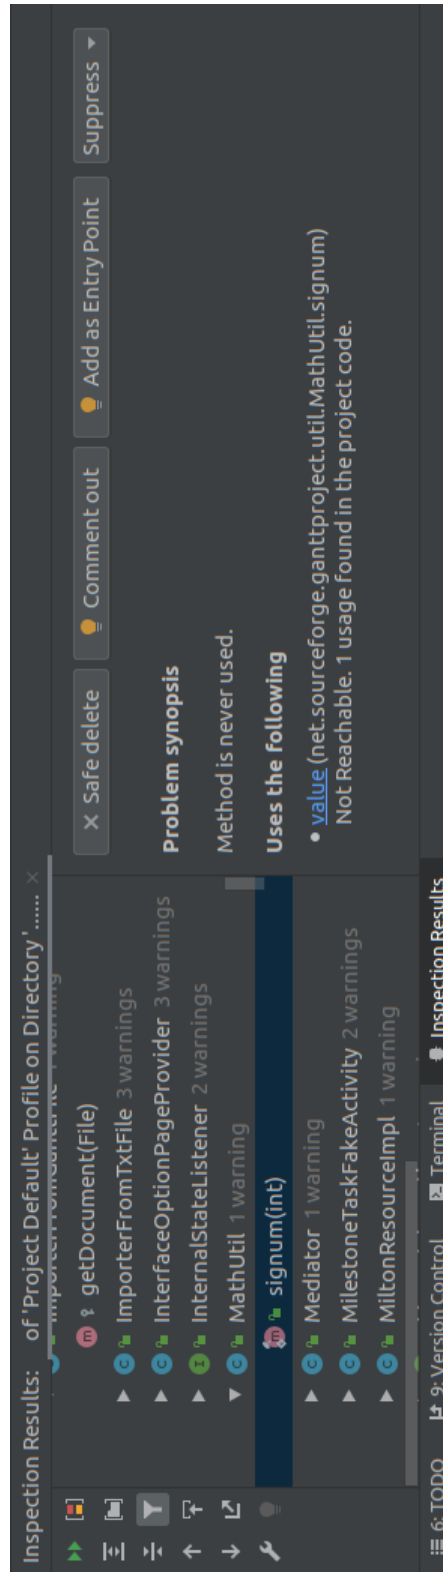 Inspection Results: of 'Project Default' Profile on Directory '...... ×
1 warning
getDocument(File)
ImporterFromTxtFile 3 warnings
InterfaceOptionPageProvider 3 warnings
InternalStateListener 2 warnings
MathUtil 1 warning
signum(int)
Mediator 1 warning
MilestoneTaskFakeActivity 2 warnings
MiltonResourceImpl 1 warning
Safe delete
Comment out
Add as Entry Point
Suppress
Problem synopsis
Method is never used.
Uses the following
• value (net.sourceforge.ganttproject.util.MathUtil.signum)
Not Reachable. 1 usage found in the project code.
6: TODO 9: Version Control Terminal Inspection Results